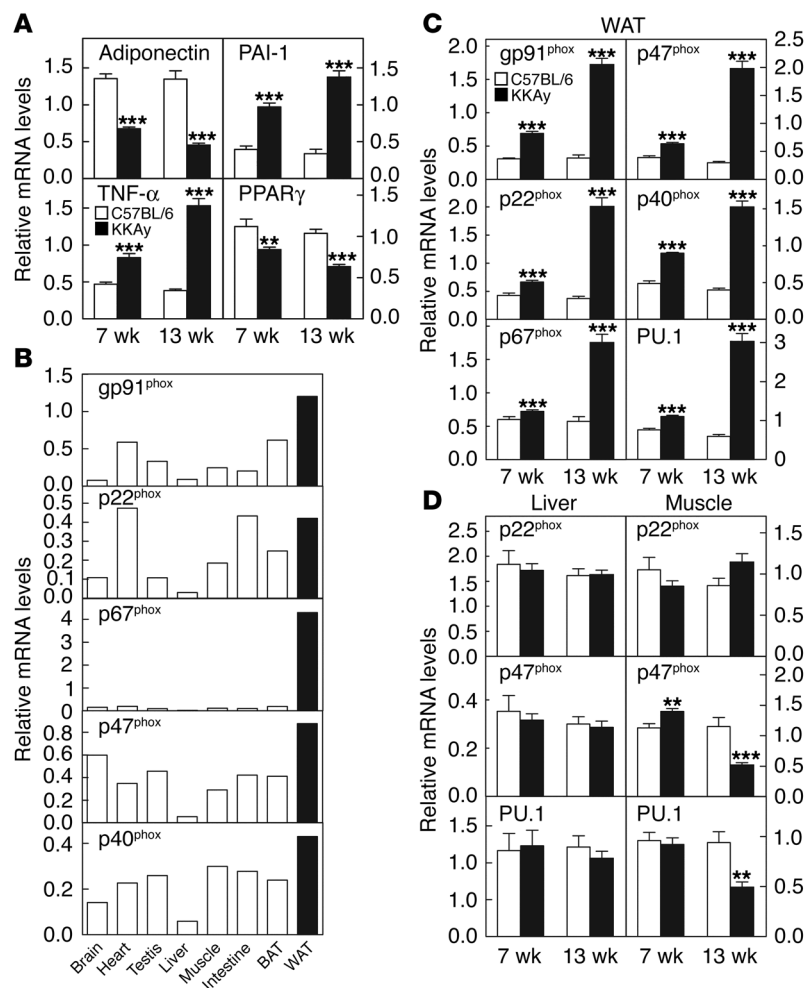 A
Adiponectin PAI-1
1.5 1.5
1.0 1.0
0.5 0.5
*** *** *** ***
TNF-α PPARγ
C57BL/6
KKAy
1.5 1.5
1.0 1.0
0.5 0.5
0.0 0.0
*** *** ** ***
7 wk 13 wk 7 wk 13 wk
Relative mRNA levels
Relative mRNA levels
B
gp91phox
1.5
1.0
0.5
0.0
p22phox
0.5
0.4
0.3
0.2
0.1
0.0
p67phox
4
3
2
1
0
p47phox
0.8
0.6
0.4
0.2
0.0
p40phox
0.4
0.2
0.0
Brain Heart Testis Liver Muscle Intestine BAT WAT
Relative mRNA levels
C
WAT
gp91phox p47phox
C57BL/6
KKAy
2.0 2.5
1.5 2.0
1.0 1.5
0.5 1.0
0.0 0.5
0.0
*** *** *** ***
p22phox p40phox
2.0 1.5
1.5 1.0
1.0 0.5
0.5 0.0
0.0
*** *** *** ***
p67phox PU.1
1.5 3
1.0 2
0.5 1
0.0 0
*** *** *** ***
7 wk 13 wk 7 wk 13 wk
Relative mRNA levels
D
Liver Muscle
p22phox p22phox
2.5 1.5
2.0 1.0
1.5 0.5
1.0 0.0
0.5
0.0
p47phox p47phox
0.4 2.0
0.2 1.5
0.0 1.0
0.5
0.0
** ***
PU.1 PU.1
1.5 1.0
1.0 0.5
1.0 0.0
0.0
**
7 wk 13 wk 7 wk 13 wk
Relative mRNA levels